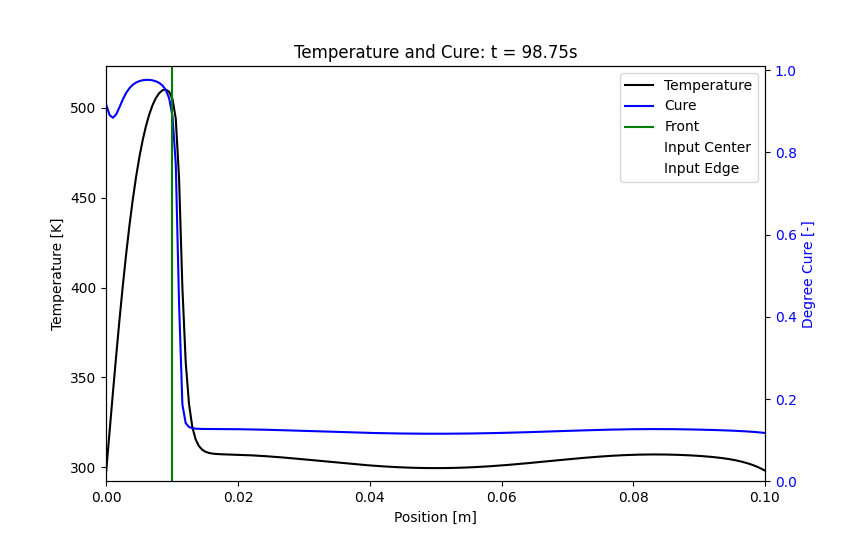 Temperature and Cure: t = 98.75s
Temperature
Cure
Front
Input Center
Input Edge
Temperature [K]
500
450
400
350
300
Degree Cure [-]
1.0
0.8
0.6
0.4
0.2
0.0
0.00 0.02 0.04 0.06 0.08 0.10
Position [m]